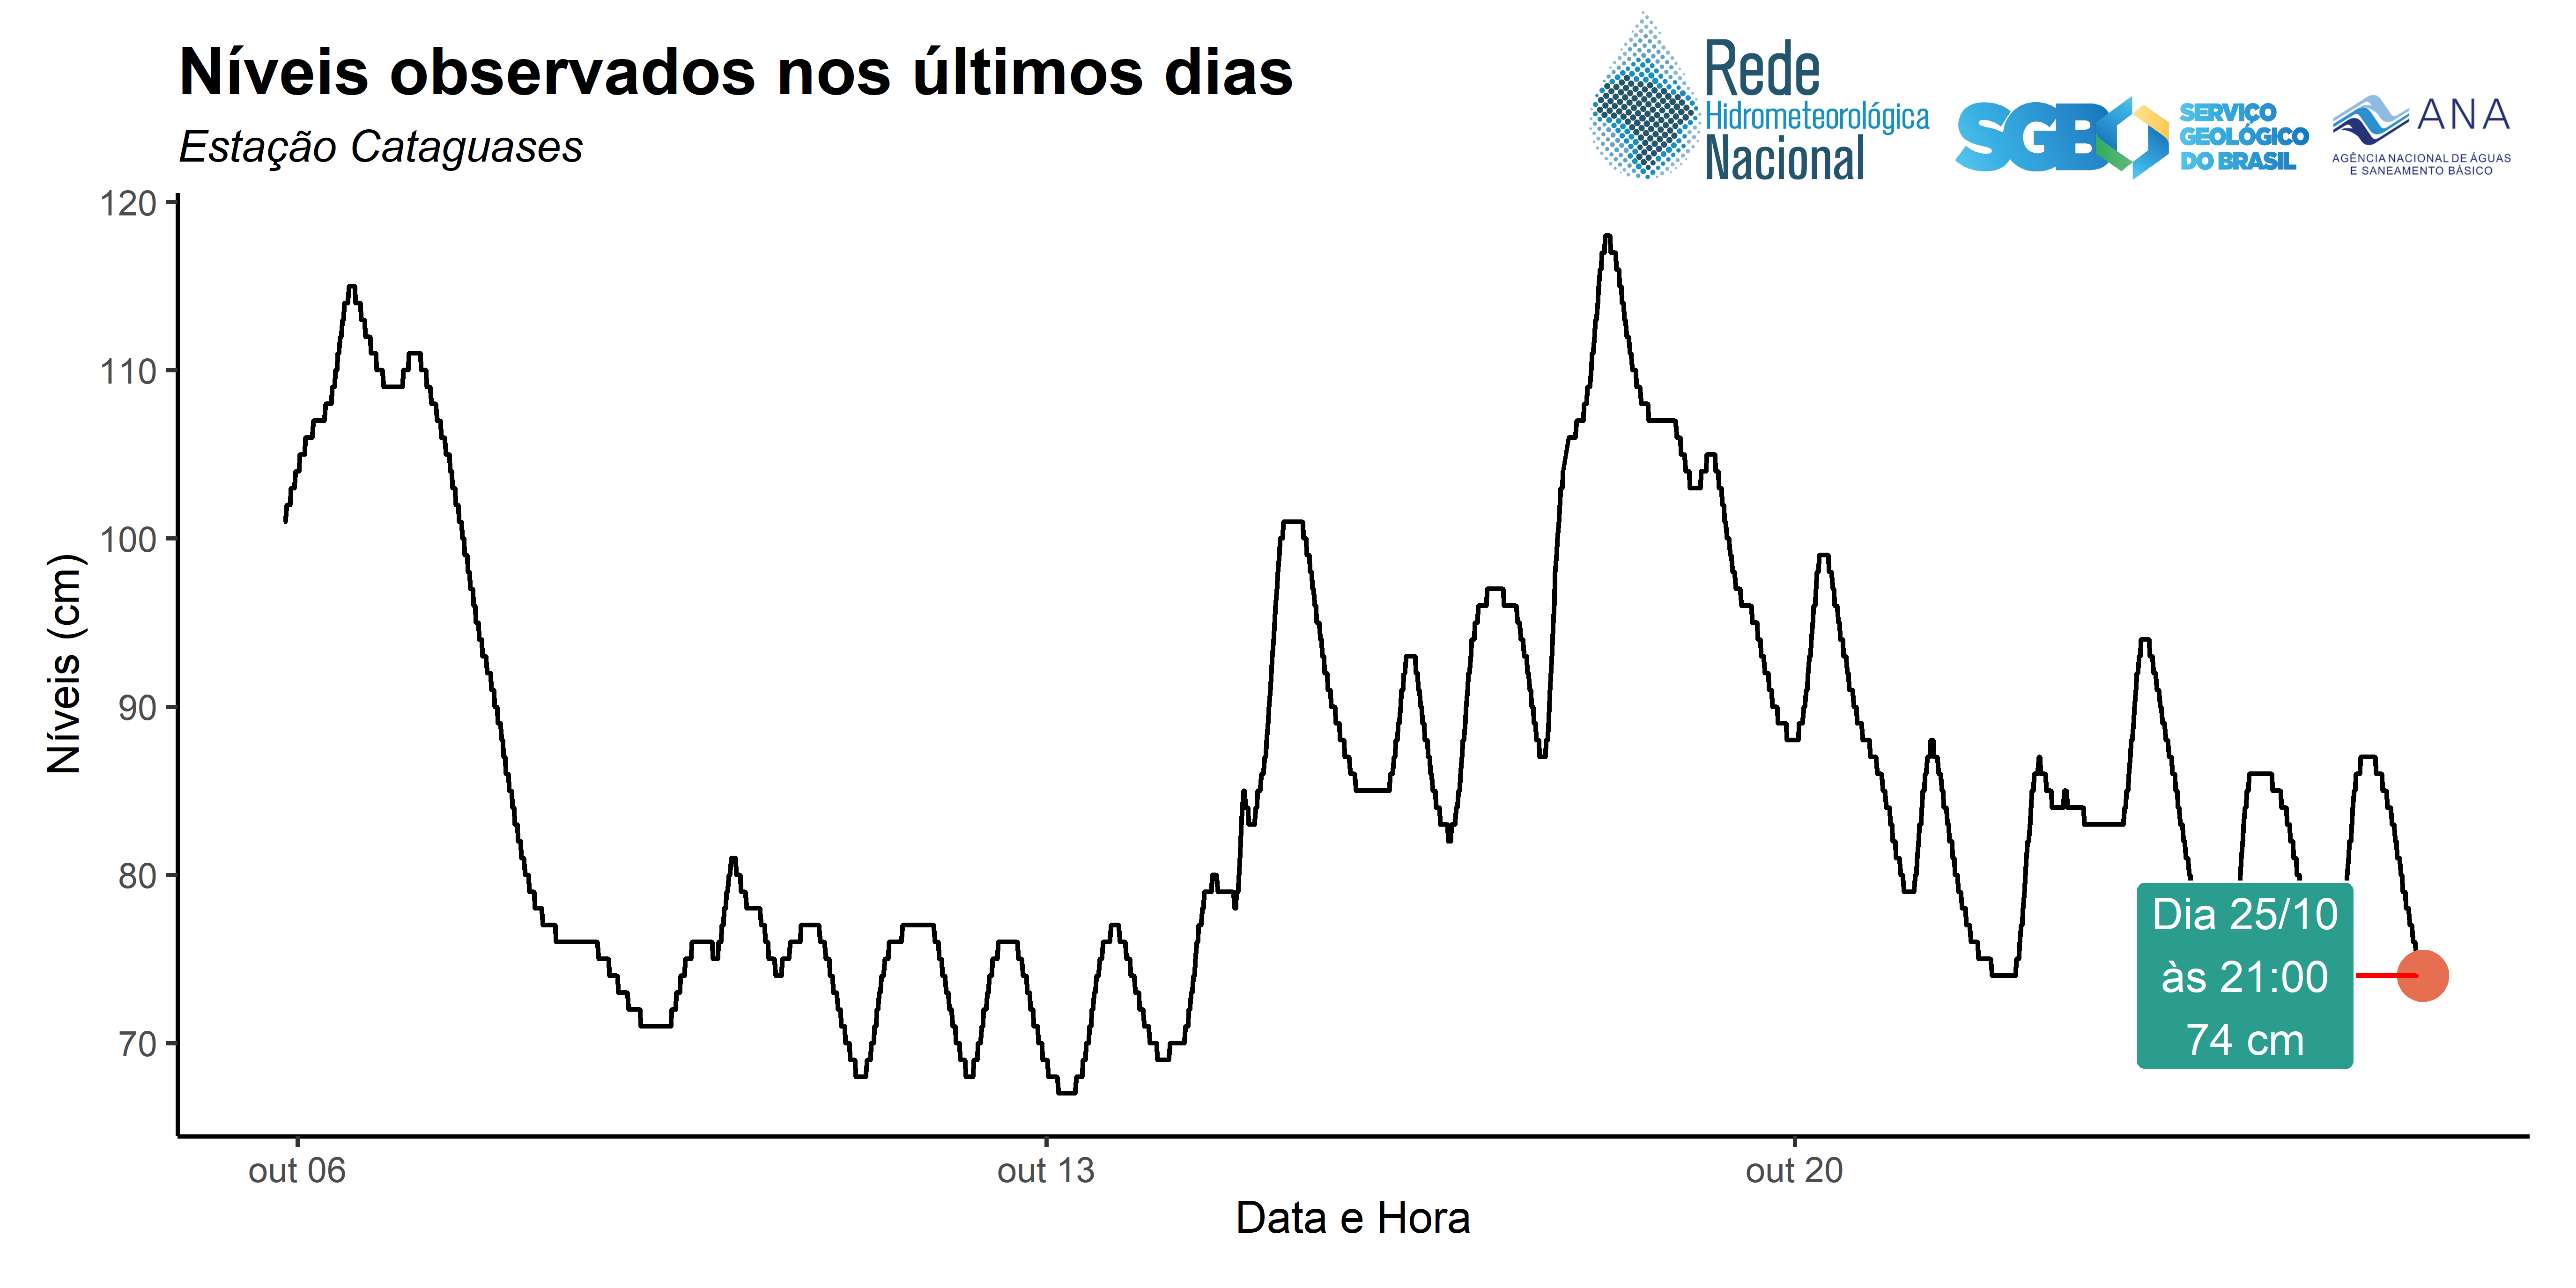 Níveis observados nos últimos dias
Estação Cataguases
Rede
Hidrometeorológica
Nacional
SGB
SERVIÇO
GEOLÓGICO
DO BRASIL
ANA
AGÊNCIA NACIONAL DE ÁGUAS
E SANEAMENTO BÁSICO
Níveis (cm)
120
110
100
90
80
70
Dia 25/10
às 21:00
74 cm
out 06
out 13
out 20
Data e Hora